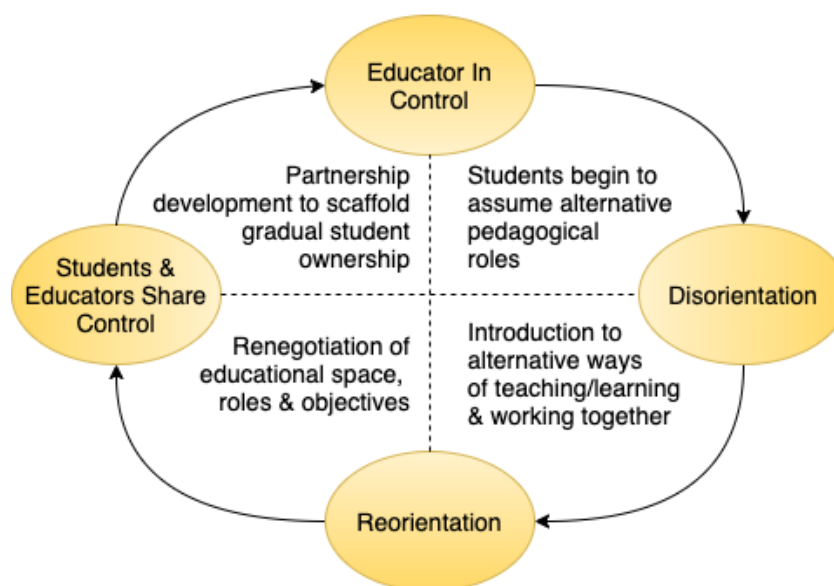 Educator In
Control
Partnership
development to scaffold
gradual student
ownership
Students begin to
assume alternative
pedagogical
roles
Students &
Educators Share
Control
Disorientation
Renegotiation of
educational space,
roles & objectives
Introduction to
alternative ways
of teaching/learning
& working together
Reorientation